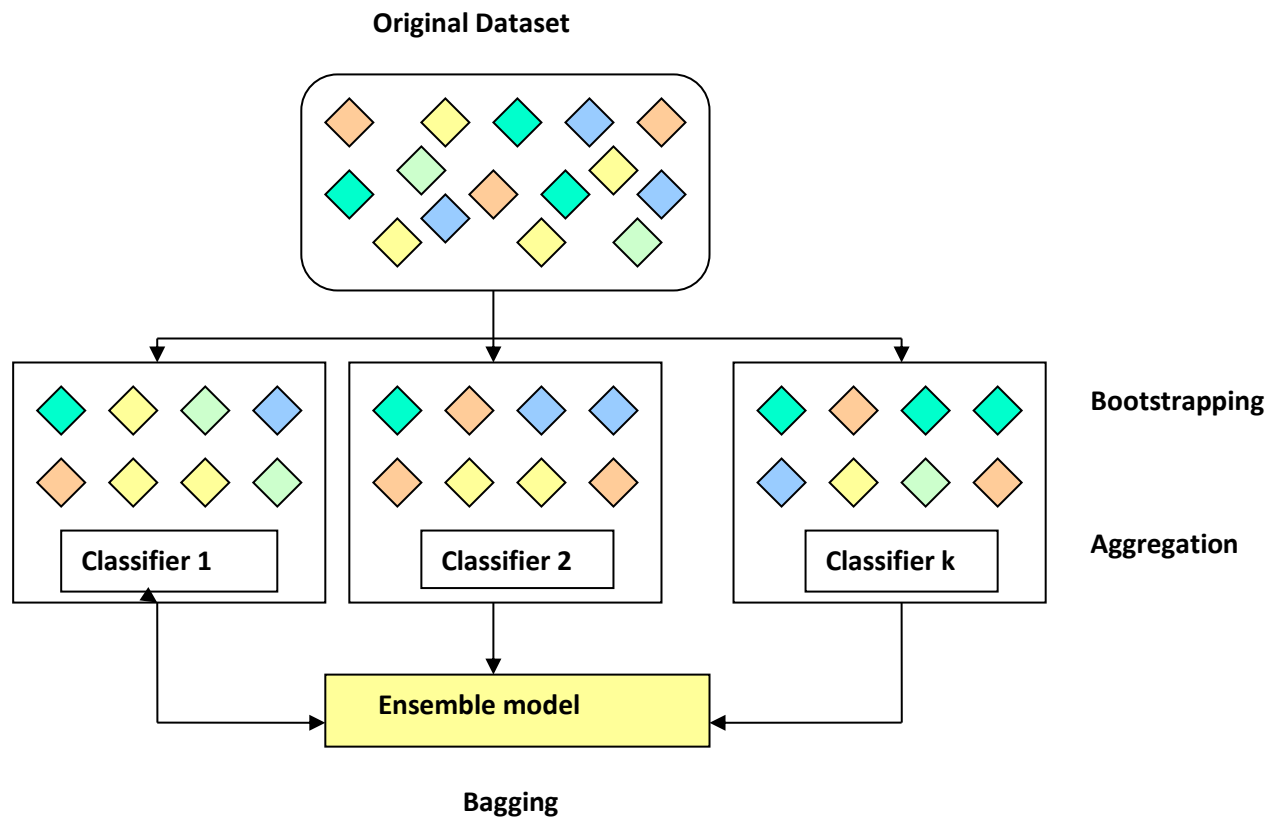 Original Dataset
Bootstrapping
Classifier 1
Classifier 2
Classifier k
Aggregation
Ensemble model
Bagging